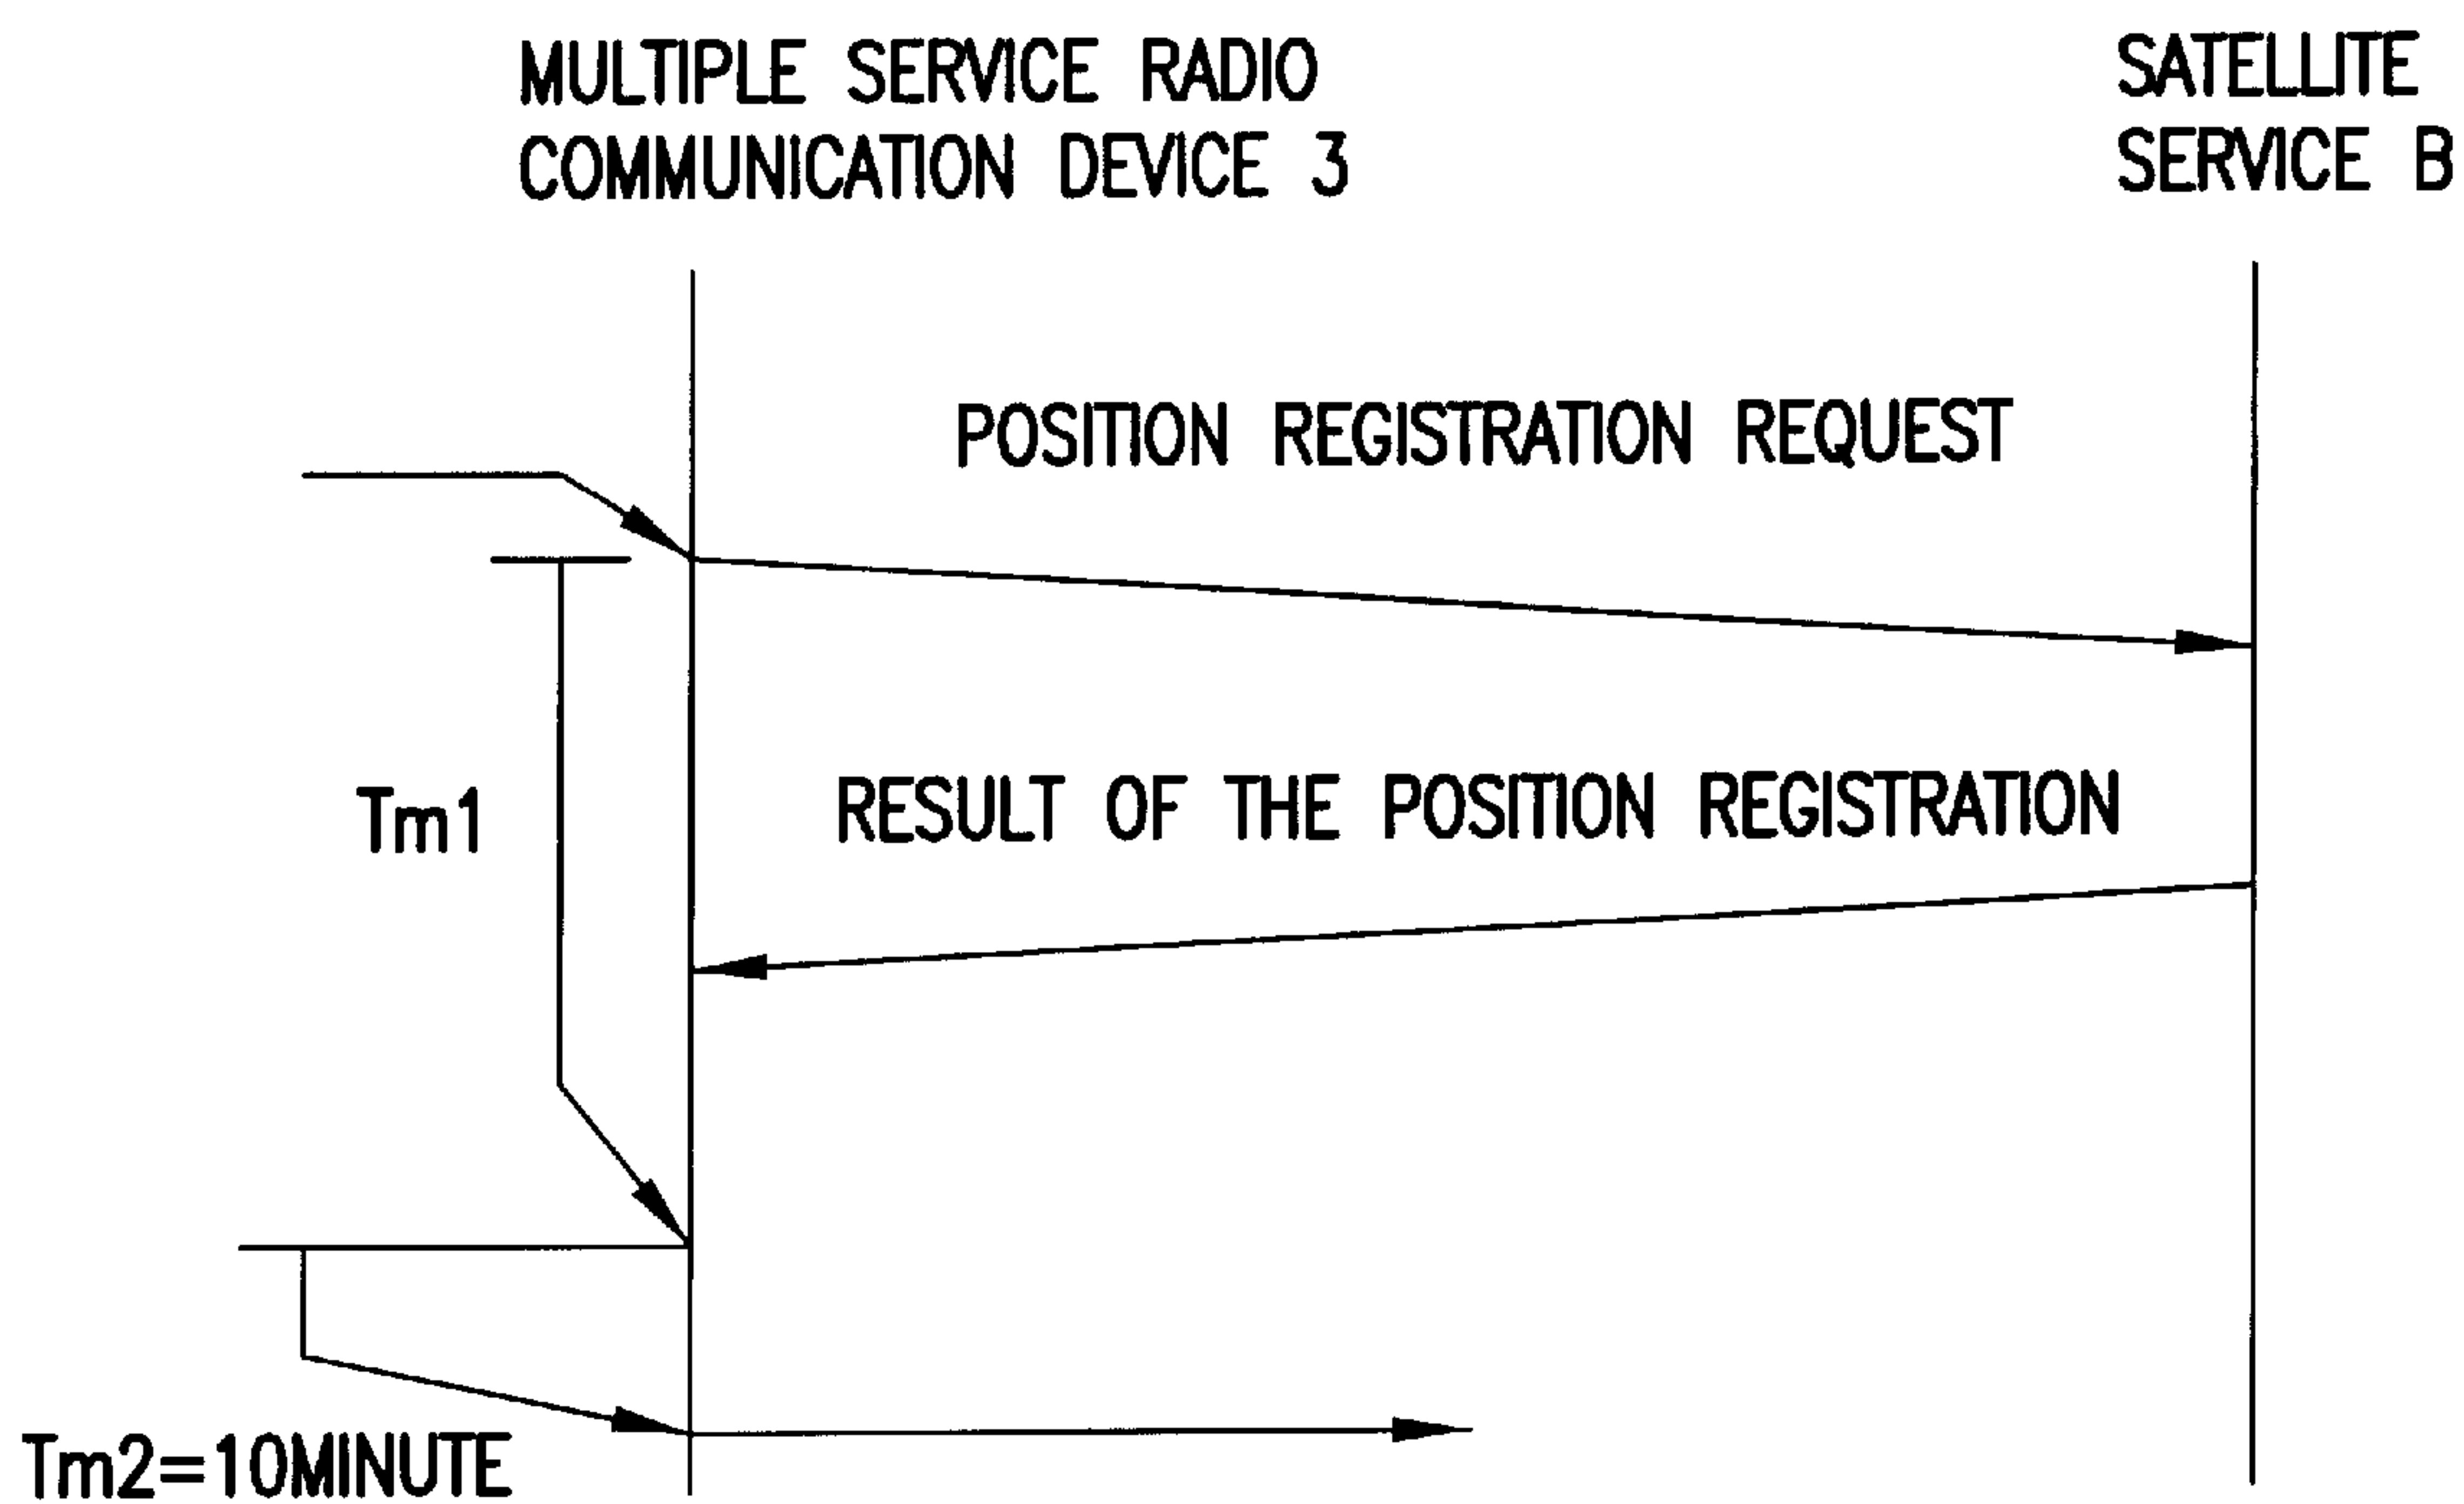 MULTIPLE SERVICE RADIO
COMMUNICATION DEVICE 3
SATELLITE
SERVICE B
POSITION REGISTRATION REQUEST
Tm1
RESULT OF THE POSITION REGISTRATION
Tm2=10MINUTE